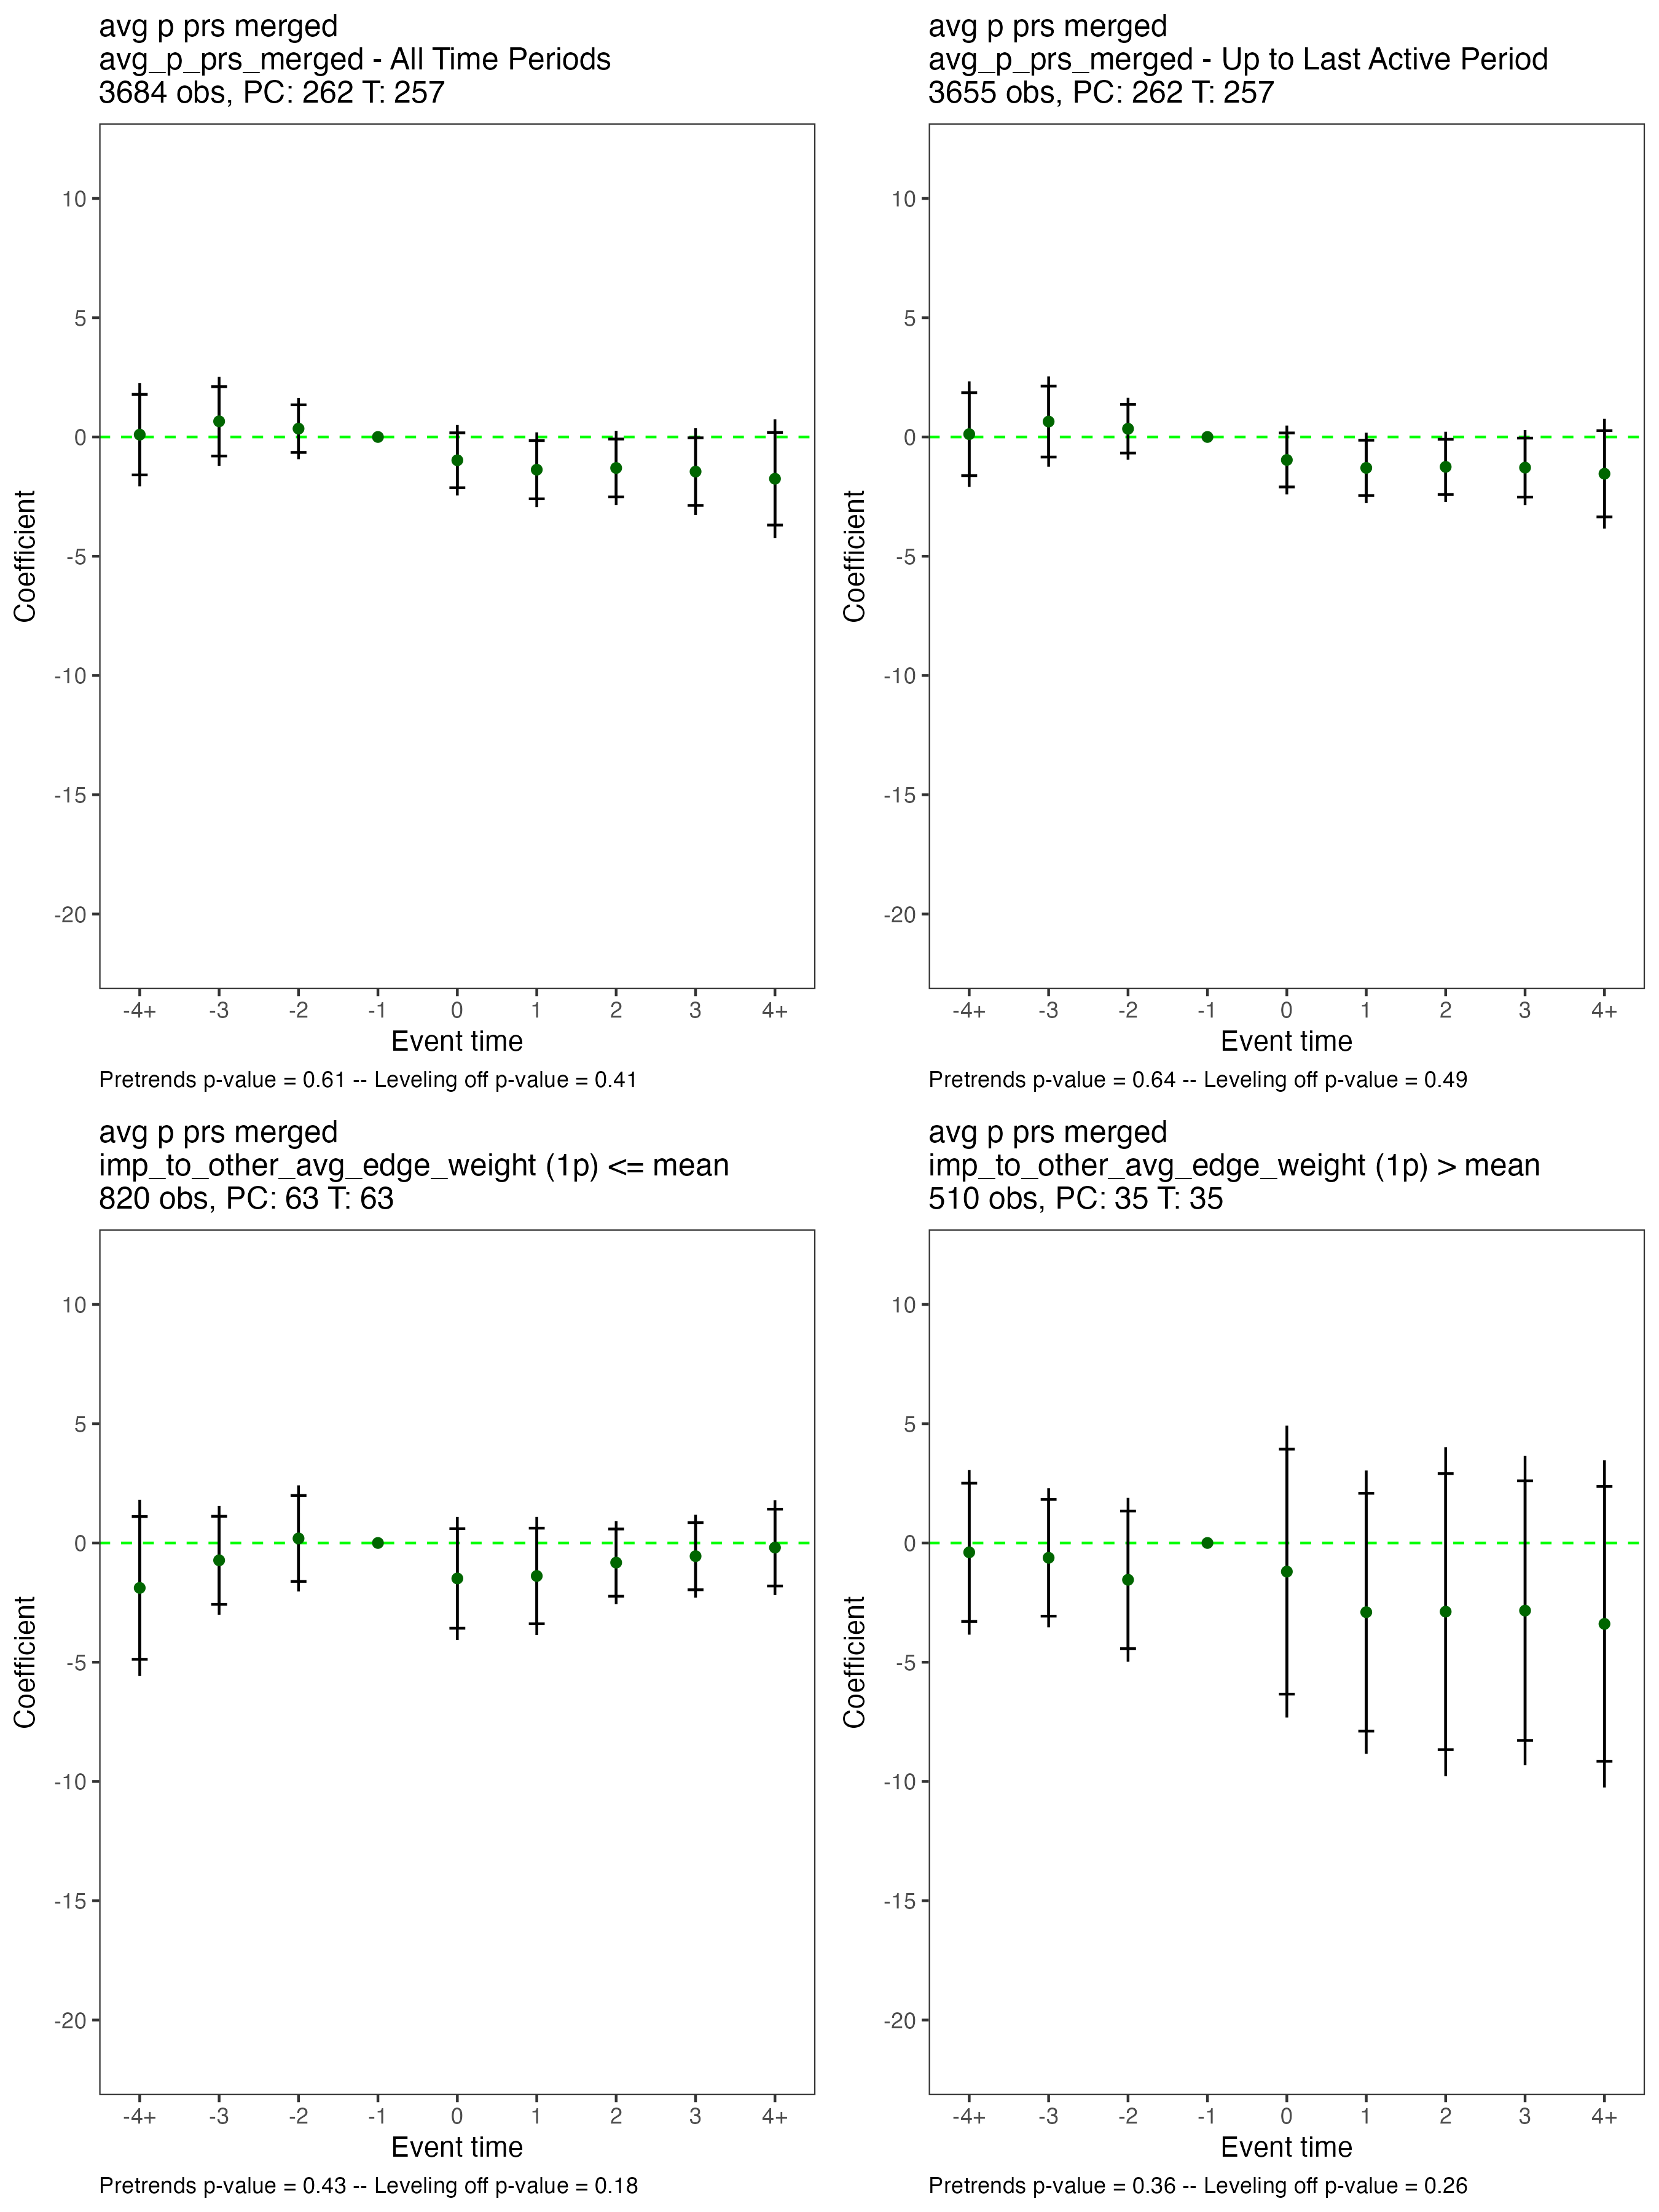 avg p prs merged
avg_p_prs_merged - All Time Periods
3684 obs, PC: 262 T: 257
10
5
0
-5
-10
-15
-20
Coefficient
-4+ -3 -2 -1 0 1 2 3 4+
Event time
Pretrends p-value = 0.61 -- Leveling off p-value = 0.41
avg p prs merged
avg_p_prs_merged - Up to Last Active Period
3655 obs, PC: 262 T: 257
10
5
0
-5
-10
-15
-20
Coefficient
-4+ -3 -2 -1 0 1 2 3 4+
Event time
Pretrends p-value = 0.64 -- Leveling off p-value = 0.49
avg p prs merged
imp_to_other_avg_edge_weight (1p) <= mean
820 obs, PC: 63 T: 63
10
5
0
-5
-10
-15
-20
Coefficient
-4+ -3 -2 -1 0 1 2 3 4+
Event time
Pretrends p-value = 0.43 -- Leveling off p-value = 0.18
avg p prs merged
imp_to_other_avg_edge_weight (1p) > mean
510 obs, PC: 35 T: 35
10
5
0
-5
-10
-15
-20
Coefficient
-4+ -3 -2 -1 0 1 2 3 4+
Event time
Pretrends p-value = 0.36 -- Leveling off p-value = 0.26